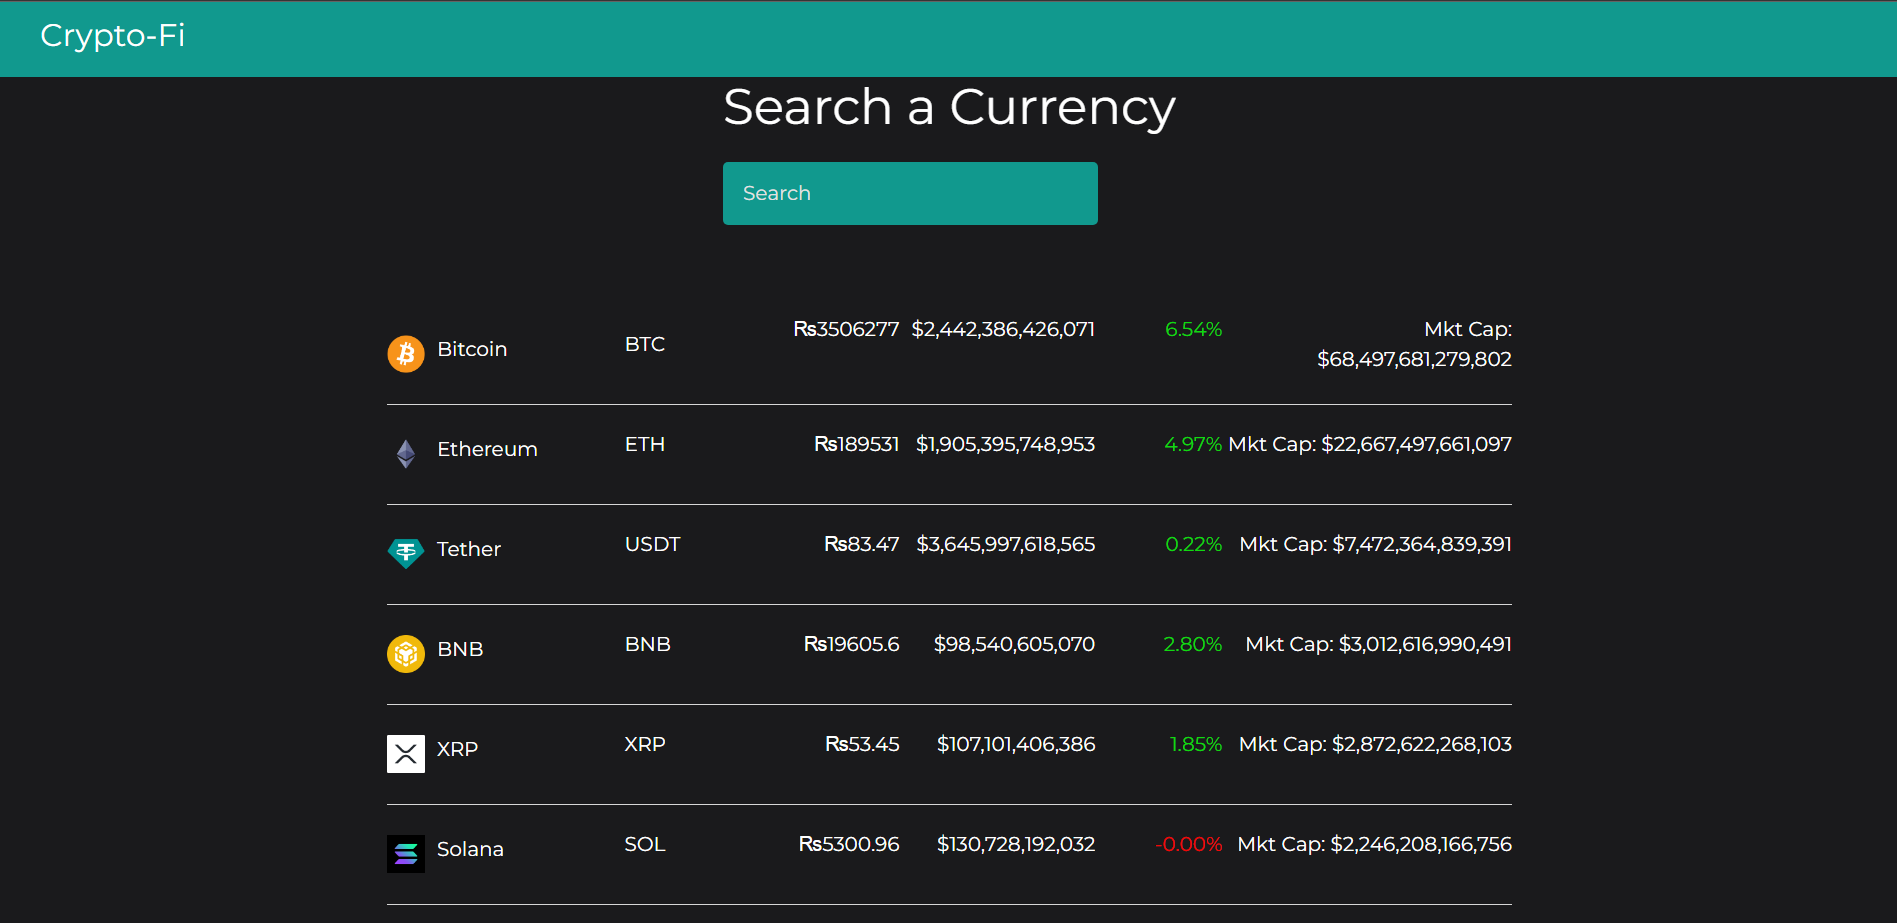 Crypto-Fi
Search a Currency
Search
Bitcoin BTC Rs3506277 $2,442,386,426,071 6.54% Mkt Cap:
$68,497,681,279,802
Ethereum ETH Rs189531 $1,905,395,748,953 4.97% Mkt Cap: $22,667,497,661,097
Tether USDT Rs83.47 $3,645,997,618,565 0.22% Mkt Cap: $7,472,364,839,391
BNB BNB Rs19605.6 $98,540,605,070 2.80% Mkt Cap: $3,012,616,990,491
XRP XRP Rs53.45 $107,101,406,386 1.85% Mkt Cap: $2,872,622,268,103
Solana SOL Rs5300.96 $130,728,192,032 -0.00% Mkt Cap: $2,246,208,166,756